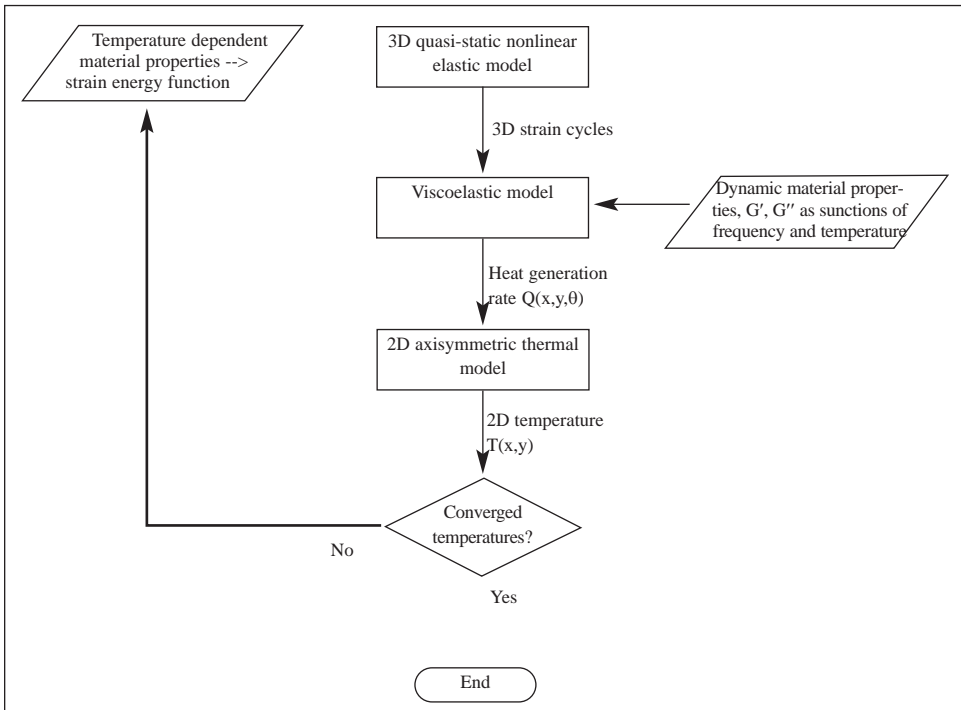 Temperature dependent
material properties -->
strain energy function
3D quasi-static nonlinear
elastic model
3D strain cycles
Viscoelastic model
Dynamic material proper-
ties, G′, G′′ as sunctions of
frequency and temperature
Heat generation
rate Q(x,y,θ)
2D axisymmetric thermal
model
2D temperature
T(x,y)
Converged
temperatures?
No
Yes
End